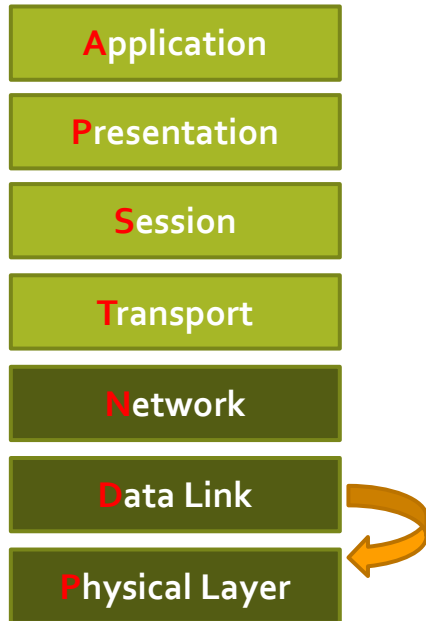 Application
Presentation
Session
Transport
Network
Data Link
Physical Layer